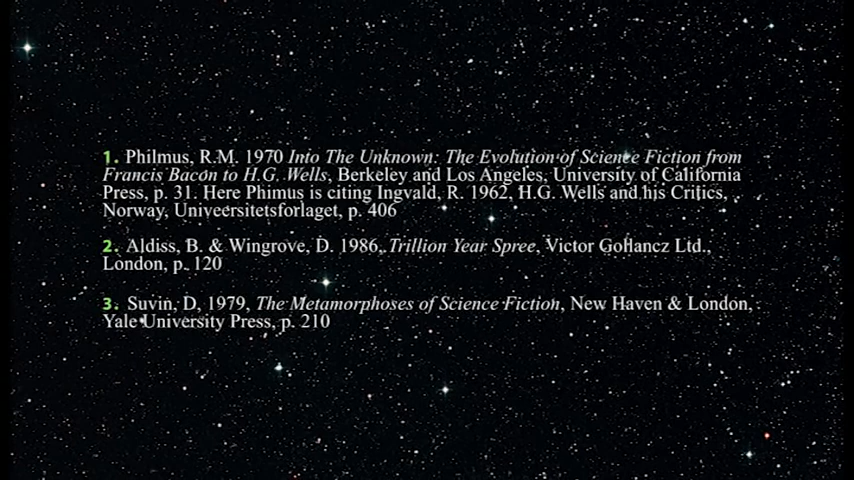 1. Philmus, R.M. 1970 Into The Unknown: The Evolution of Science Fiction from
Francis Bacon to H.G. Wells, Berkeley and Los Angeles, University of California
Press, p. 31. Here Phimus is citing Ingvald, R. 1962, H.G. Wells and his Critics,
Norway, Univeersitetsforlaget, p. 406
2. Aldiss, B. & Wingrove, D. 1986, Trillion Year Spree, Victor Gollancz Ltd.,
London, p. 120
3. Suvin, D, 1979, The Metamorphoses of Science Fiction, New Haven & London,
Yale University Press, p. 210